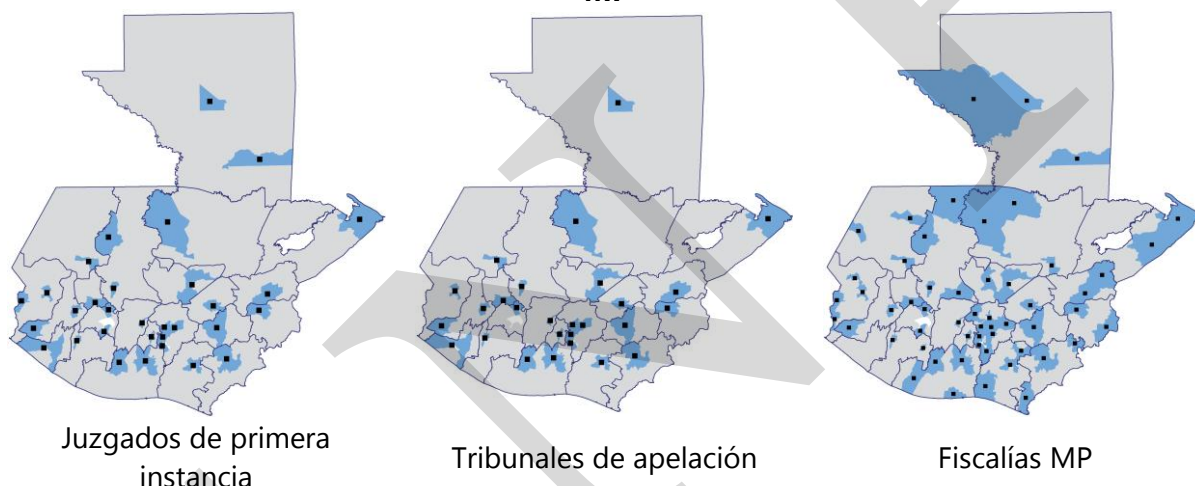 Juzgados de primera
instancia
Tribunales de apelación
Fiscalías MP